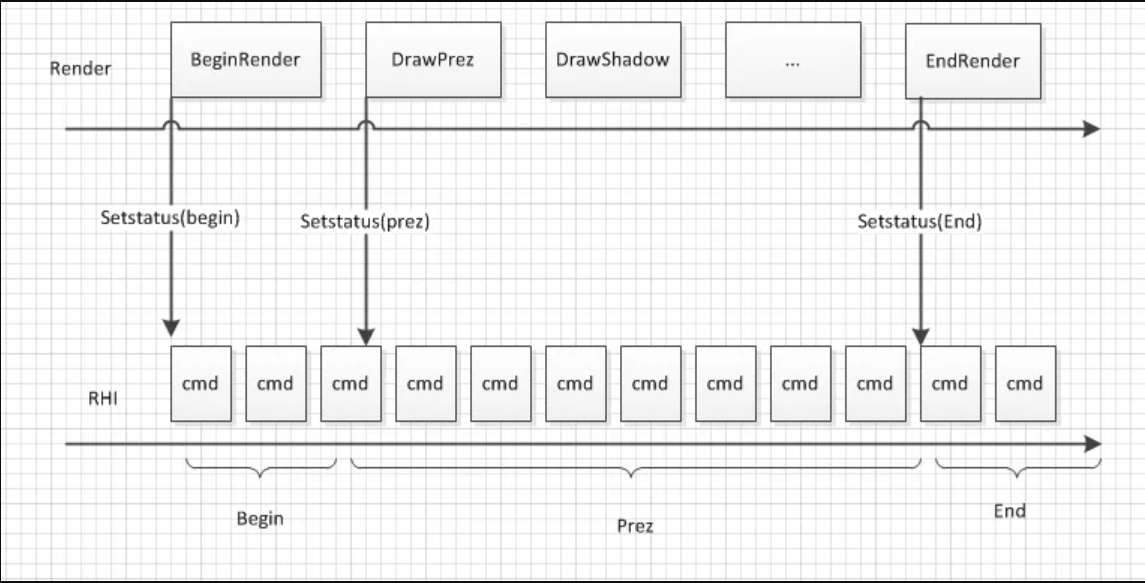 Render
BeginRender
DrawPrez
DrawShadow
...
EndRender
Setstatus(begin)
Setstatus(prez)
Setstatus(End)
RHI
cmd
cmd
cmd
cmd
cmd
cmd
cmd
cmd
cmd
cmd
cmd
cmd
Begin
Prez
End